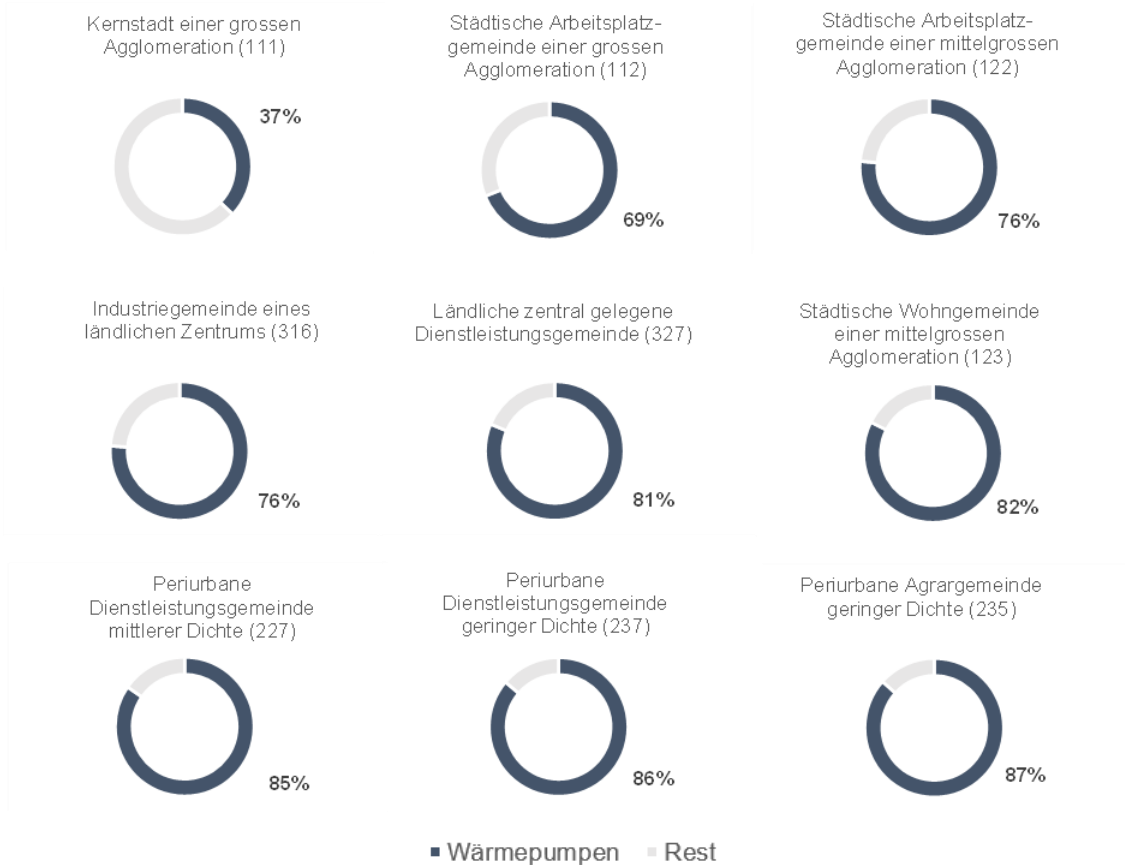 Kernstadt einer grossen
Agglomeration (111)
37%
Städtische Arbeitsplatz-
gemeinde einer grossen
Agglomeration (112)
69%
Städtische Arbeitsplatz-
gemeinde einer mittelgrossen
Agglomeration (122)
76%
Industriegemeinde eines
ländlichen Zentrums (316)
76%
Ländliche zentral gelegene
Dienstleistungsgemeinde (327)
81%
Städtische Wohngemeinde
einer mittelgrossen
Agglomeration (123)
82%
Periurbane
Dienstleistungsgemeinde
mittlerer Dichte (227)
85%
Periurbane
Dienstleistungsgemeinde
geringer Dichte (237)
86%
Periurbane Agrargemeinde
geringer Dichte (235)
87%
Wärmepumpen Rest